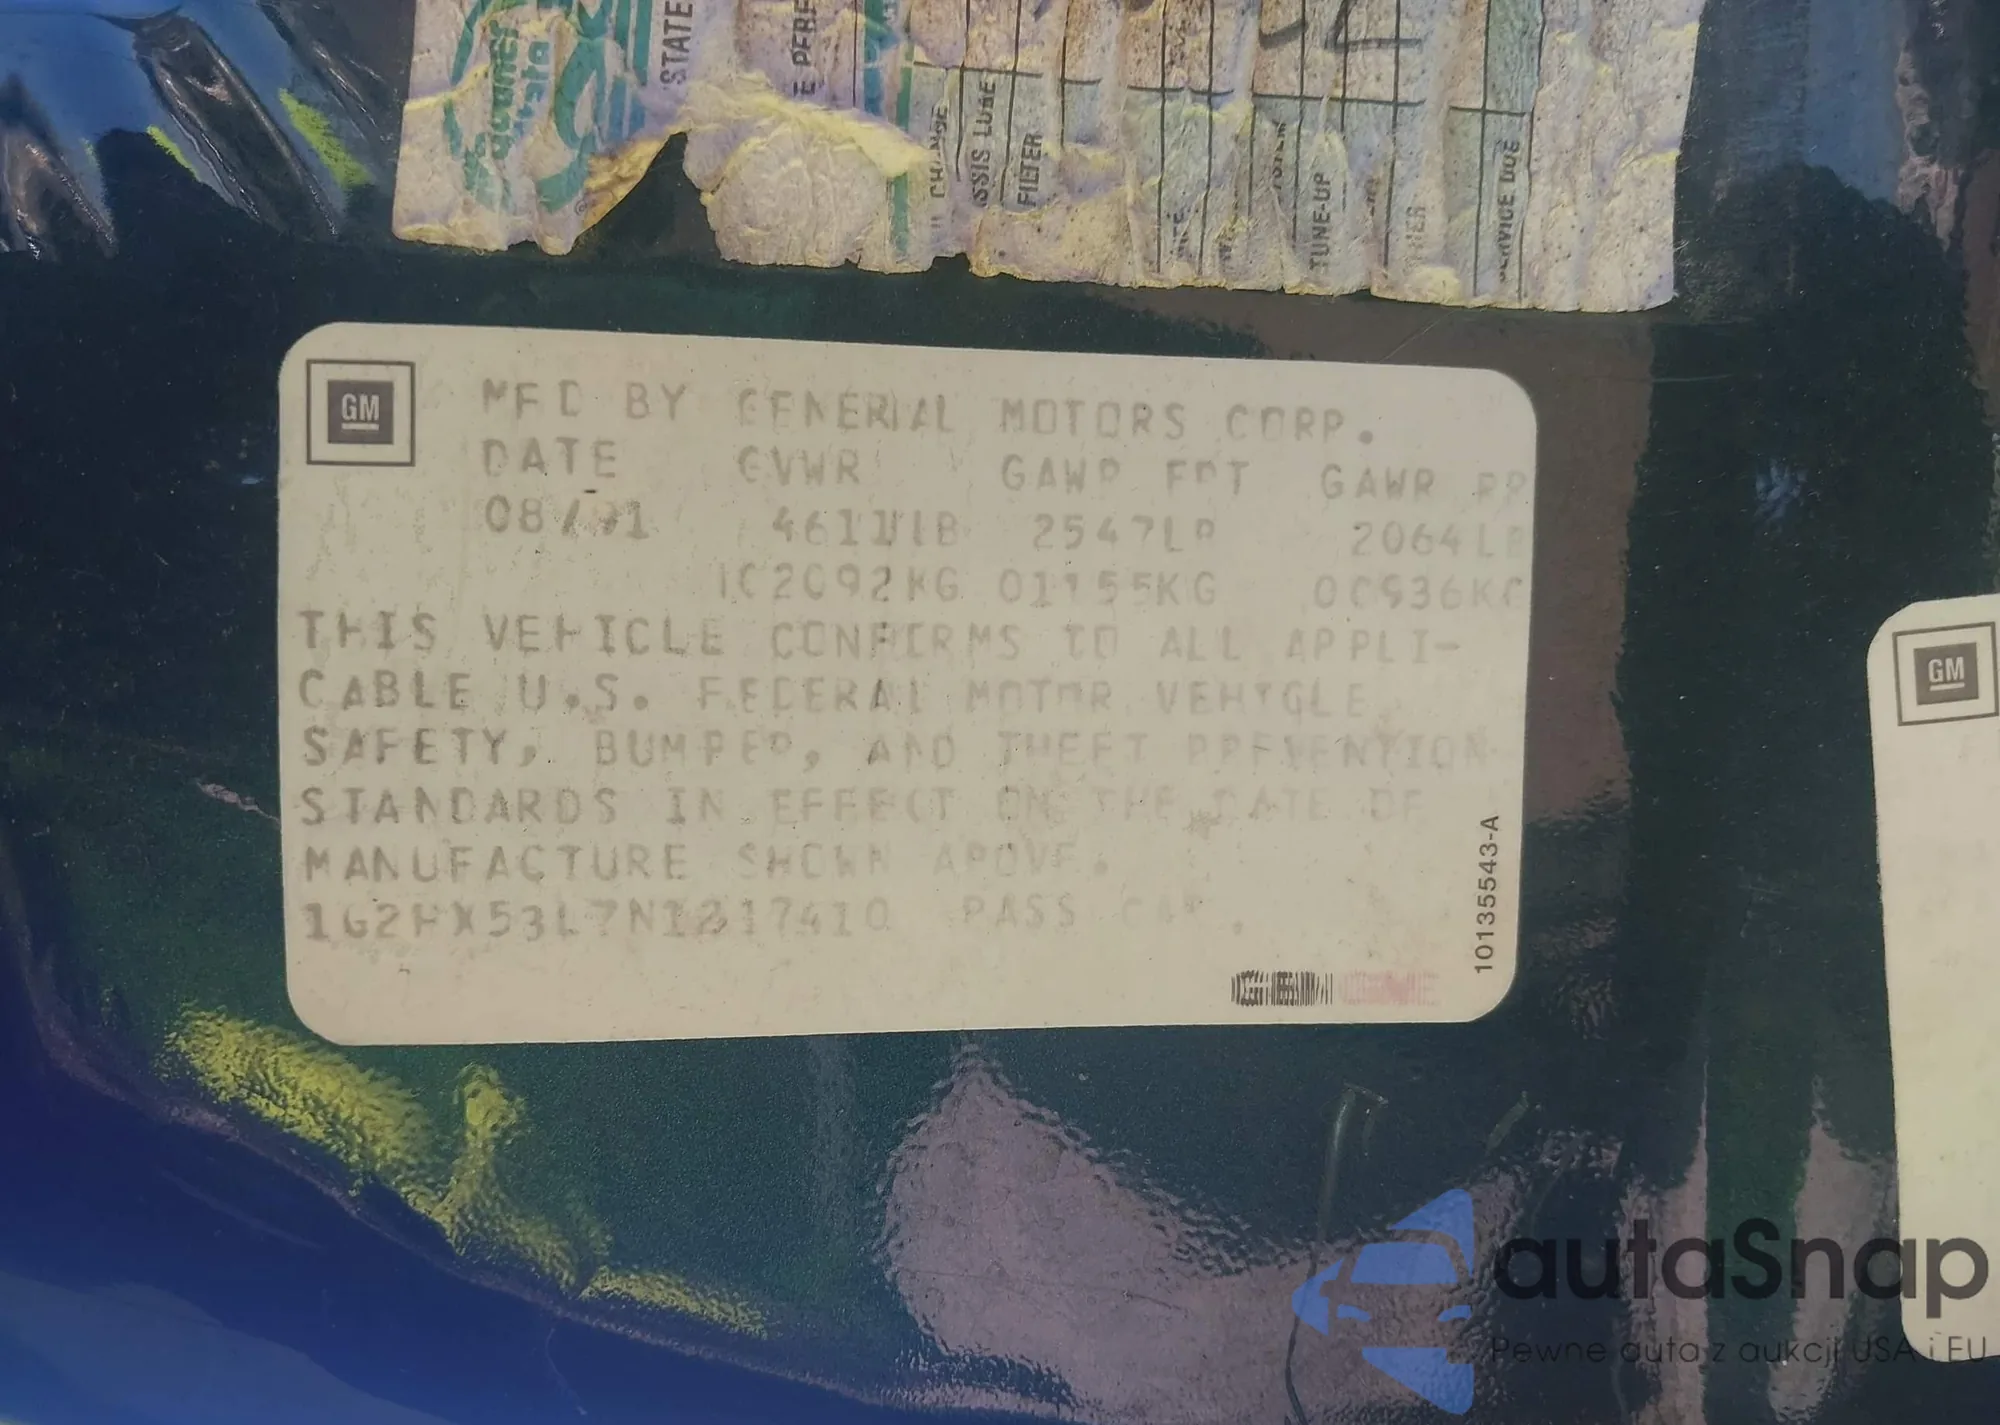 STATE
CHANGE
LUBE
FILTER
TUNE-UP
SERVICE DUE
GM
MFD BY GENERAL MOTORS CORP.
DATE GVWR GAWR FRT GAWR RR
08/91 4611LB 2547LB 2064LB
02092KG 01155KG 00936KG
THIS VEHICLE CONFORMS TO ALL APPLI-
CABLE U.S. FEDERAL MOTOR VEHICLE
SAFETY, BUMPER, AND THEFT PREVENTION
STANDARDS IN EFFECT ON THE DATE OF
MANUFACTURE SHOWN ABOVE.
1G2HX53L7N1217410 PASS CAR.
10135543-A
GM
autaSnap
Pewne auta z aukcji USA i EU